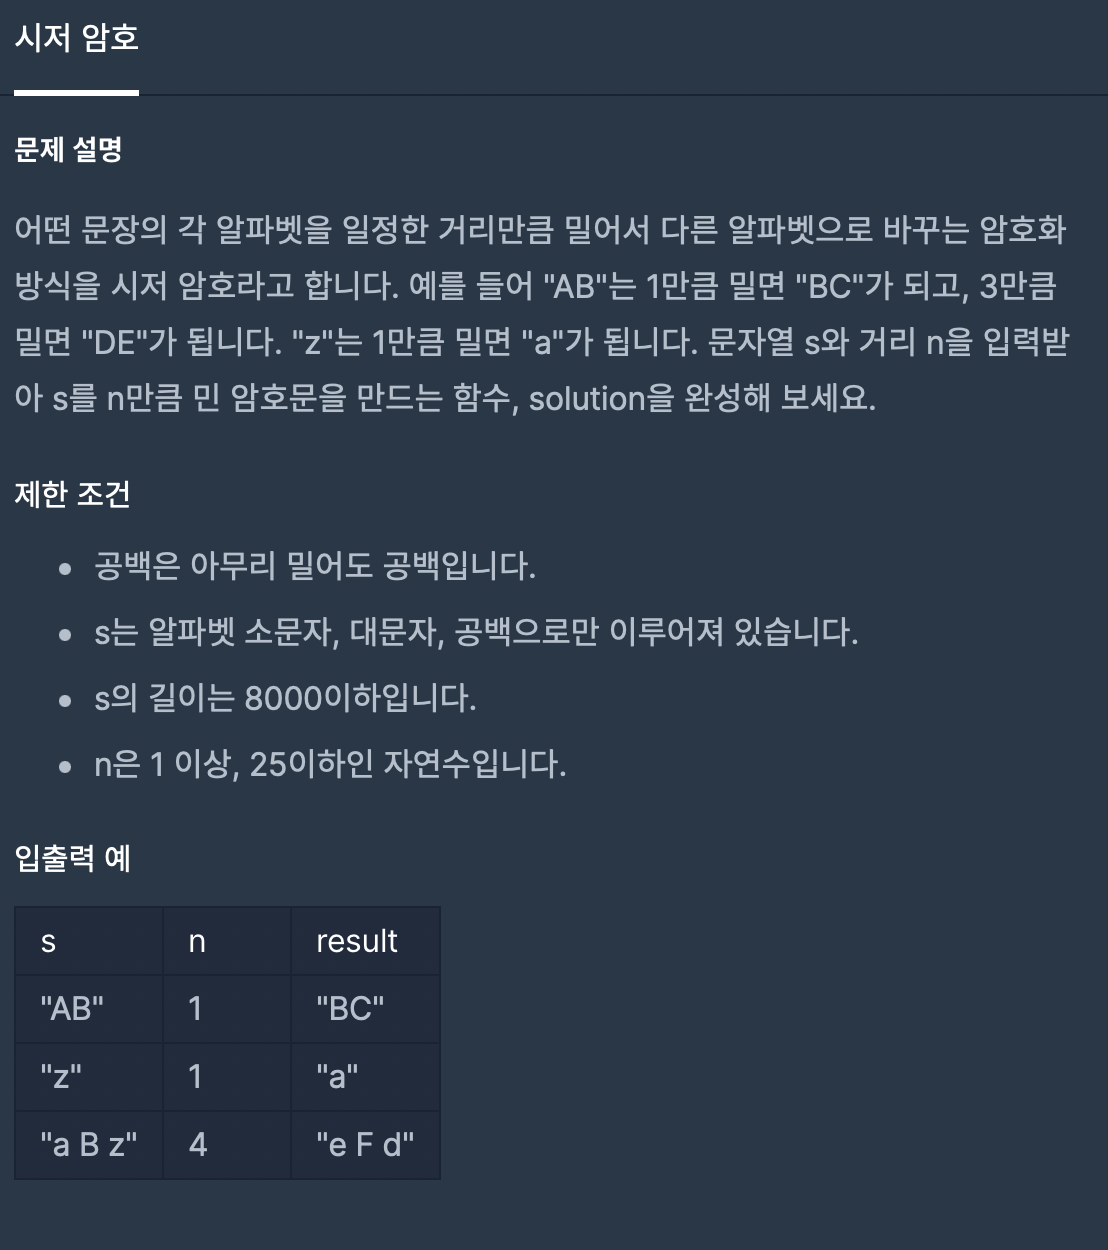 시저 암호
문제 설명
어떤 문장의 각 알파벳을 일정한 거리만큼 밀어서 다른 알파벳으로 바꾸는 암호화
방식을 시저 암호라고 합니다. 예를 들어 "AB"는 1만큼 밀면 "BC"가 되고, 3만큼
밀면 "DE"가 됩니다. "z"는 1만큼 밀면 "a"가 됩니다. 문자열 s와 거리 n을 입력받
아 s를 n만큼 민 암호문을 만드는 함수, solution을 완성해 보세요.
제한 조건
• 공백은 아무리 밀어도 공백입니다.
• s는 알파벳 소문자, 대문자, 공백으로만 이루어져 있습니다.
• s의 길이는 8000이하입니다.
• n은 1 이상, 25이하인 자연수입니다.
입출력 예
s n result
"AB" 1 "BC"
"z" 1 "a"
"a B z" 4 "e F d"